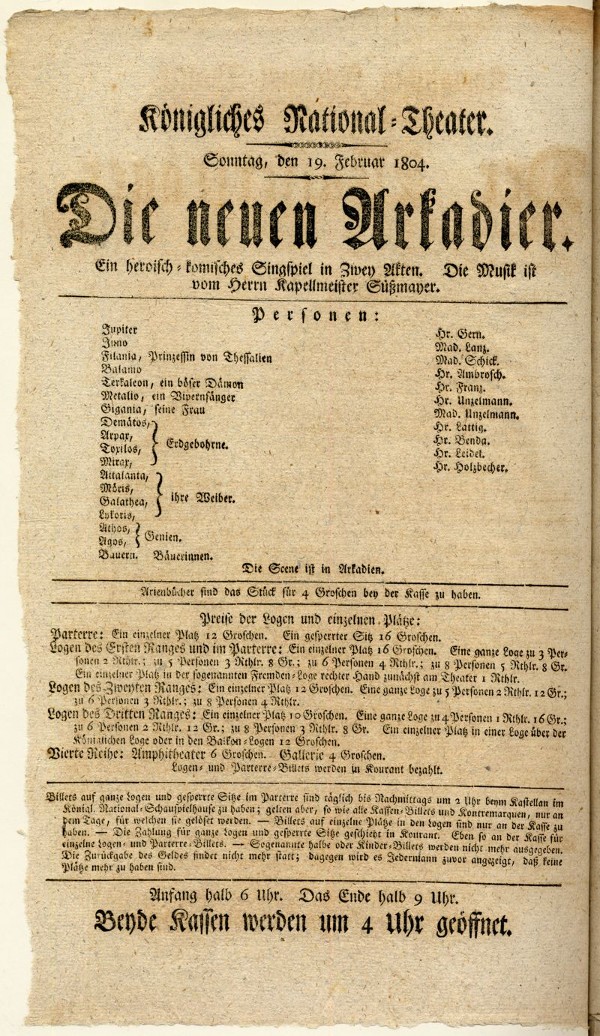 Königliches National-Theater.
Sonntag, den 19. Februar 1804.
Die neuen Arkadier.
Ein heroisch-komisches Singspiel in Zwey Akten. Die Musik ist
vom Herrn Kapellmeister Süßmayer.
Personen:
Jupiter
Juno
Filania, Prinzessin von Thessalien
Balamo
Terkaleon, ein böser Dämon
Metallo, ein Vipernfänger
Gigania, seine Frau
Demätos,
Arpax,
Toxilos,
Mirax,
Erdgebohrne.
Aitalanta,
Möris,
Galathea,
Lykoris,
ihre Weiber.
Athos,
Agos,
Genien.
Bauern. Bäuerinnen.
Hr. Gern.
Mad. Lanz.
Mad. Schick.
Hr. Ambrosch.
Hr. Franz.
Hr. Unzelmann.
Mad. Unzelmann.
Hr. Lattig.
Hr. Benda.
Hr. Leidel.
Hr. Holzbecher.
Die Scene ist in Arkadien.
Arienbücher sind das Stück für 4 Groschen bey der Kasse zu haben.
Preise der Logen und einzelnen Plätze:
Parterre: Ein einzelner Platz 12 Groschen. Ein gesperrter Sitz 16 Groschen.
Logen des Ersten Ranges und im Parterre: Ein einzelner Platz 16 Groschen. Eine ganze Loge zu 3 Per-
sonen 2 Rthlr.; zu 5 Personen 3 Rthlr. 8 Gr.; zu 6 Personen 4 Rthlr.; zu 8 Personen 5 Rthlr. 8 Gr.
Ein einzelner Platz in der sogenannten Fremden-Loge rechter Hand zunächst am Theater 1 Rthlr.
Logen des Zweyten Ranges: Ein einzelner Platz 12 Groschen. Eine ganze Loge zu 5 Personen 2 Rthlr. 12 Gr.;
zu 6 Personen 3 Rthlr.; zu 8 Personen 4 Rthlr.
Logen des Dritten Ranges: Ein einzelner Platz 10 Groschen. Eine ganze Loge zu 4 Personen 1 Rthlr. 16 Gr.;
zu 6 Personen 2 Rthlr. 12 Gr.; zu 8 Personen 3 Rthlr. 8 Gr. Ein einzelner Platz in einer Loge über der
Königlichen Loge oder in den Balkon-Logen 12 Groschen.
Vierte Reihe: Amphitheater 6 Groschen. Gallerie 4 Groschen.
Logen- und Parterre-Billets werden in Kourant bezahlt.
Billets auf ganze Logen und gesperrte Sitze im Parterre sind täglich bis Nachmittags um 2 Uhr beym Kastellan im
Königl. National-Schauspielhause zu haben; gelten aber, so wie alle Kassen-Billets und Kontremarquen, nur an
dem Tage, für welchen sie gelöset werden. — Billets auf einzelne Plätze in den Logen sind nur an der Kasse zu
haben. — Die Zahlung für ganze Logen und gesperrte Sitze geschieht in Kourant. Eben so an der Kasse für
einzelne Logen- und Parterre-Billets. — Sogenannte halbe oder Kinder-Billets werden nicht mehr ausgegeben.
Die Zurückgabe des Geldes findet nicht mehr statt; dagegen wird es Jedermann zuvor angezeigt, daß keine
Plätze mehr zu haben sind.
Anfang halb 6 Uhr. Das Ende halb 9 Uhr.
Beyde Kassen werden um 4 Uhr geöffnet.